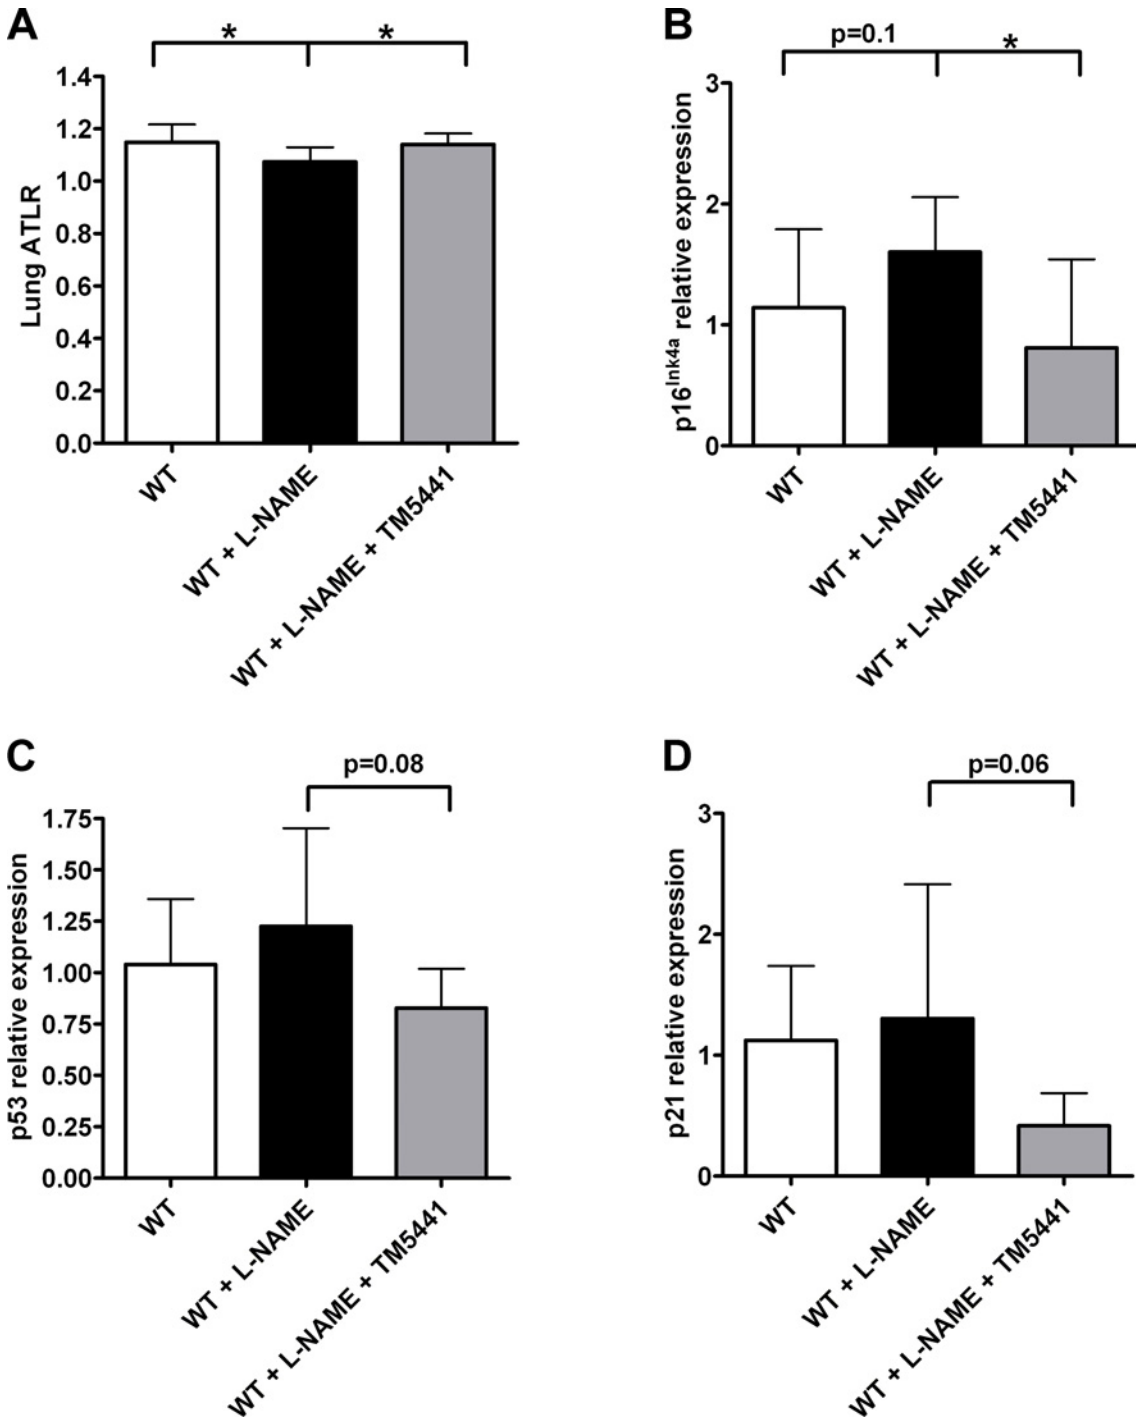 A
* *
1.4
1.2
1.0
0.8
0.6
0.4
0.2
0.0
Lung ATLR
WT
WT + L-NAME
WT + L-NAME + TM5441
B
p=0.1 *
3
2
1
0
p16Ink4a relative expression
WT
WT + L-NAME
WT + L-NAME + TM5441
C
p=0.08
1.75
1.50
1.25
1.00
0.75
0.50
0.25
0.00
p53 relative expression
WT
WT + L-NAME
WT + L-NAME + TM5441
D
p=0.06
3
2
1
0
p21 relative expression
WT
WT + L-NAME
WT + L-NAME + TM5441